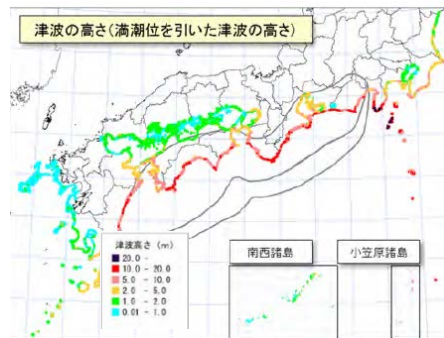 津波の高さ(満潮位を引いた津波の高さ)
津波高さ (m)
20.0 -
10.0 - 20.0
5.0 - 10.0
2.0 - 5.0
1.0 - 2.0
0.01 - 1.0
南西諸島
小笠原諸島